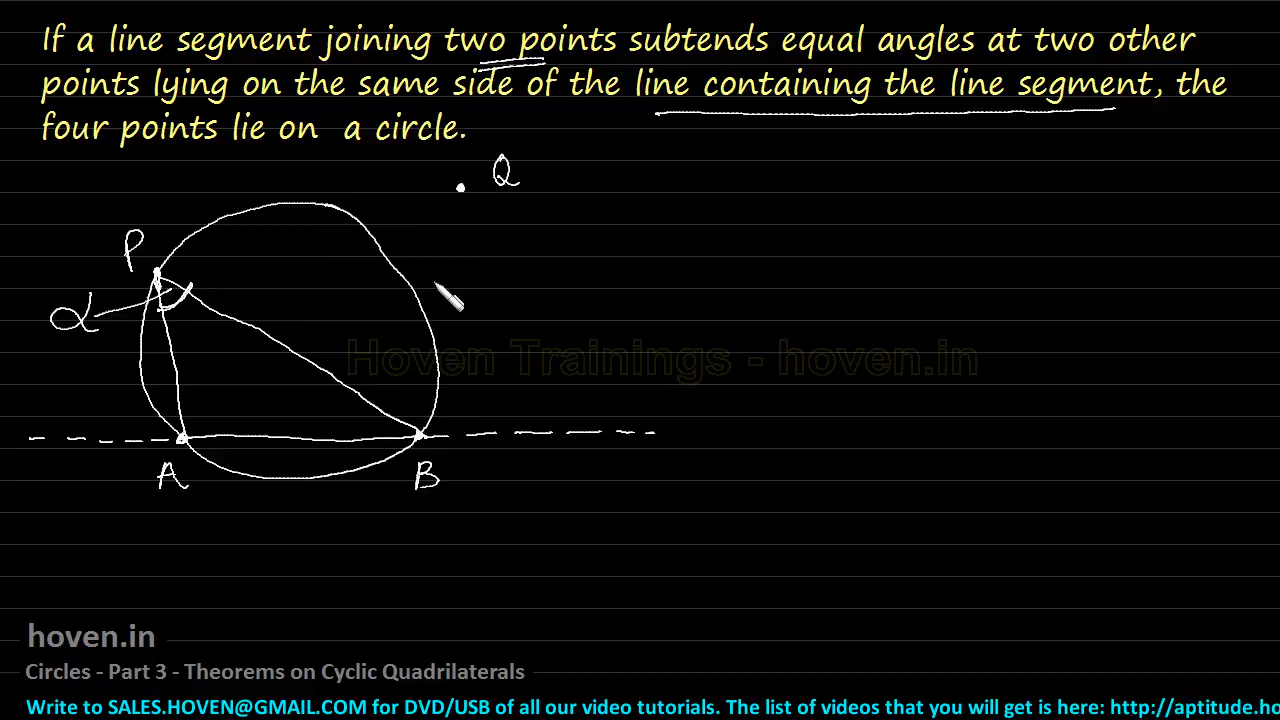 If a line segment joining two points subtends equal angles at two other
points lying on the same side of the line containing the line segment, the
four points lie on a circle.
Q
P
α
Hoven Trainings - hoven.in
A
B
hoven.in
Circles - Part 3 - Theorems on Cyclic Quadrilaterals
Write to SALES.HOVEN@GMAIL.COM for DVD/USB of all our video tutorials. The list of videos that you will get is here: http://aptitude.ho